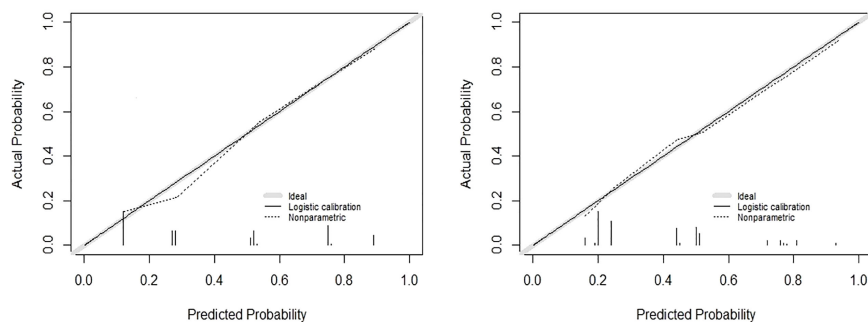 1.0
0.8
0.6
0.4
0.2
0.0
Actual Probability
Ideal
Logistic calibration
Nonparametric
0.0 0.2 0.4 0.6 0.8 1.0
Predicted Probability
1.0
0.8
0.6
0.4
0.2
0.0
Actual Probability
Ideal
Logistic calibration
Nonparametric
0.0 0.2 0.4 0.6 0.8 1.0
Predicted Probability